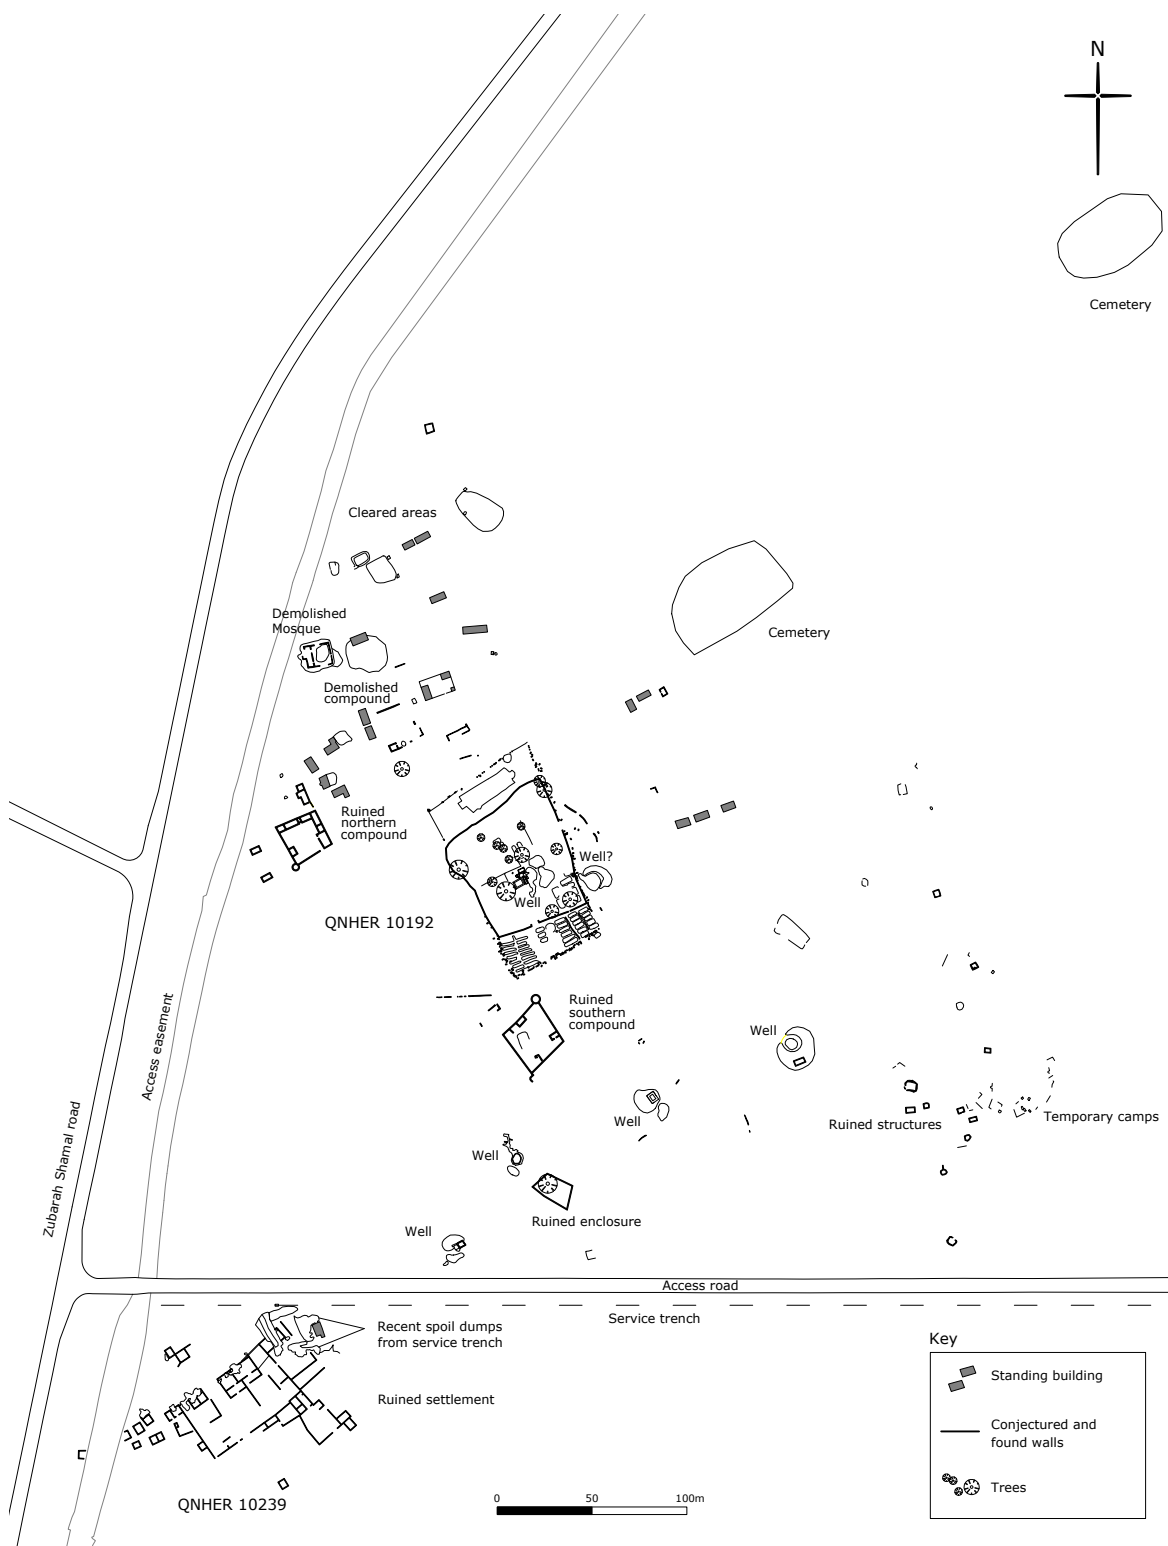 N
Cemetery
Cleared areas
Demolished
Mosque
Cemetery
Demolished
compound
Ruined
northern
compound
Well?
Well
QNHER 10192
Ruined
southern
compound
Access easement
Well
Well
Temporary camps
Ruined structures
Well
Zubarah Shamal road
Ruined enclosure
Well
Access road
Service trench
Recent spoil dumps
from service trench
Ruined settlement
QNHER 10239
0 50 100m
Key
Standing building
Conjectured and
found walls
Trees